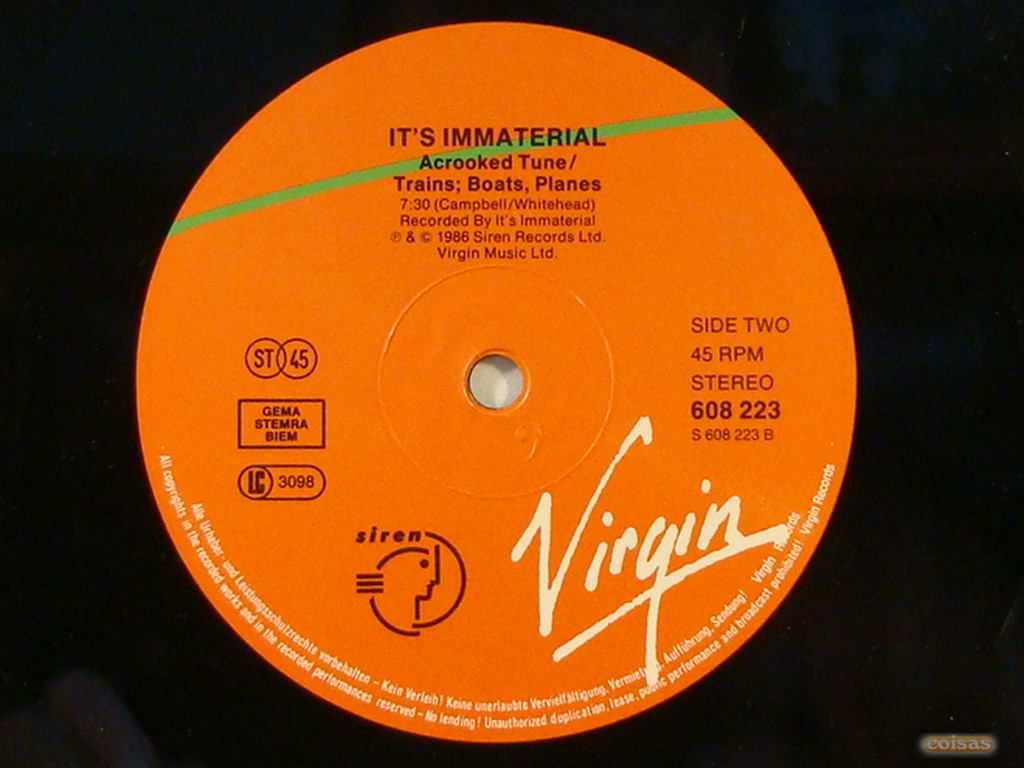 IT'S IMMATERIAL
Acrooked Tune/
Trains; Boats, Planes
7:30 (Campbell/Whitehead)
Recorded By It's Immaterial
℗ & © 1986 Siren Records Ltd.
Virgin Music Ltd.
ST 45
GEMA
STEMRA
BIEM
LC 3098
SIDE TWO
45 RPM
STEREO
608 223
S 608 223 B
siren
Virgin
Alle Urheber- und Leistungsschutzrechte vorbehalten – Kein Verleih! Keine unerlaubte Vervielfältigung, Vermietung, Aufführung, Sendung! Virgin Records
All copyrights in the recorded works and in the recorded performances reserved – No lending! Unauthorized duplication, lease, public performance and broadcast prohibited! Virgin Records
coisas